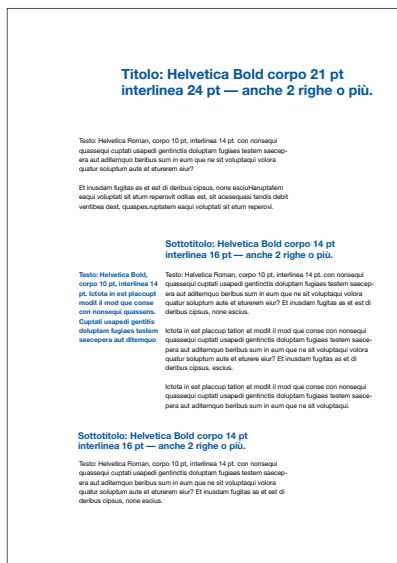 Titolo: Helvetica Bold corpo 21 pt
interlinea 24 pt — anche 2 righe o più.
Testo: Helvetica Roman, corpo 10 pt, interlinea 14 pt. con nonsequi
quassequi cuptati usapedi gentinctis doluptam fugiaes testem saecep-
era aut aditemquo beribus sum in eum que ne sit voluptaqui volora
quatur soluptum aute et eturerem eiur?
Et inusdam fugitas as et est di deribus cipsus, none esciuHaruptatem
eaqui voluptati sit etum reperovit oditas est, sit acesequasi tendis debit
ventibea dest, quaspes.ruptatem eaqui voluptati sit etum reperovi.
Sottotitolo: Helvetica Bold corpo 14 pt
interlinea 16 pt — anche 2 righe o più.
Testo: Helvetica Bold,
corpo 10 pt, interlinea 14
pt. Ictota in est placcupt
modit il mod que conse
con nonsequi quassens.
Cuptati usapedi gentitis
doluptam fugiaes testem
saecepera aut ditemquo
Testo: Helvetica Roman, corpo 10 pt, interlinea 14 pt. con nonsequi
quassequi cuptati usapedi gentinctis doluptam fugiaes testem saecep-
era aut aditemquo beribus sum in eum que ne sit voluptaqui volora
quatur soluptum aute et eturerem eiur? Et inusdam fugitas as et est di
deribus cipsus, none escius.
Ictota in est placcup tation et modit il mod que conse con nonsequi
quassequi cuptati usapedi gentinctis doluptam fugiaes testem saece-
pera aut aditemquo beribus sum in eum que ne sit voluptaqui volora
quatur soluptum aute et eturerem eiur? Et inusdam fugitas as et est di
deribus cipsus, escius.
Ictota in est placcup tation et modit il mod que conse con nonsequi
quassequi cuptati usapedi gentinctis doluptam fugiaes testem saece-
pera aut aditemquo beribus sum in eum que ne sit voluptaqui.
Sottotitolo: Helvetica Bold corpo 14 pt
interlinea 16 pt — anche 2 righe o più.
Testo: Helvetica Roman, corpo 10 pt, interlinea 14 pt. con nonsequi
quassequi cuptati usapedi gentinctis doluptam fugiaes testem saecep-
era aut aditemquo beribus sum in eum que ne sit voluptaqui volora
quatur soluptum aute et eturerem eiur? Et inusdam fugitas as et est di
deribus cipsus, none escius.